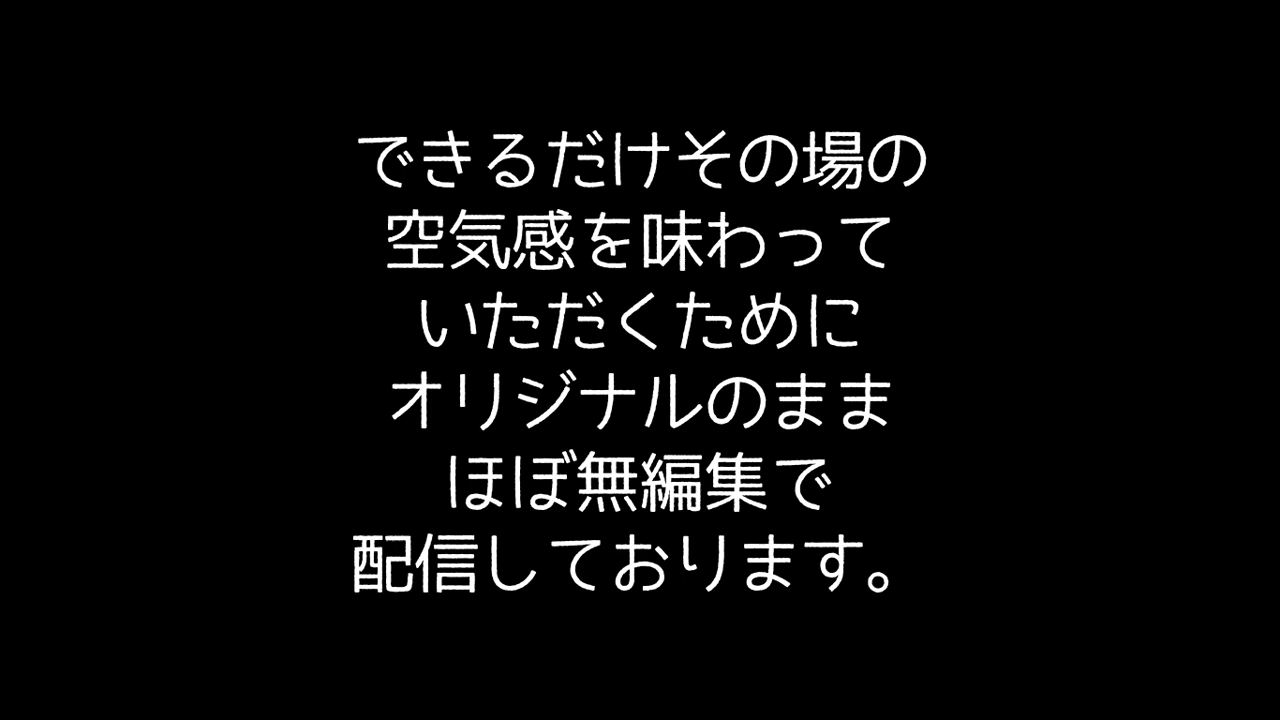 できるだけその場の
空気感を味わって
いただくために
オリジナルのまま
ほぼ無編集で
配信しております。